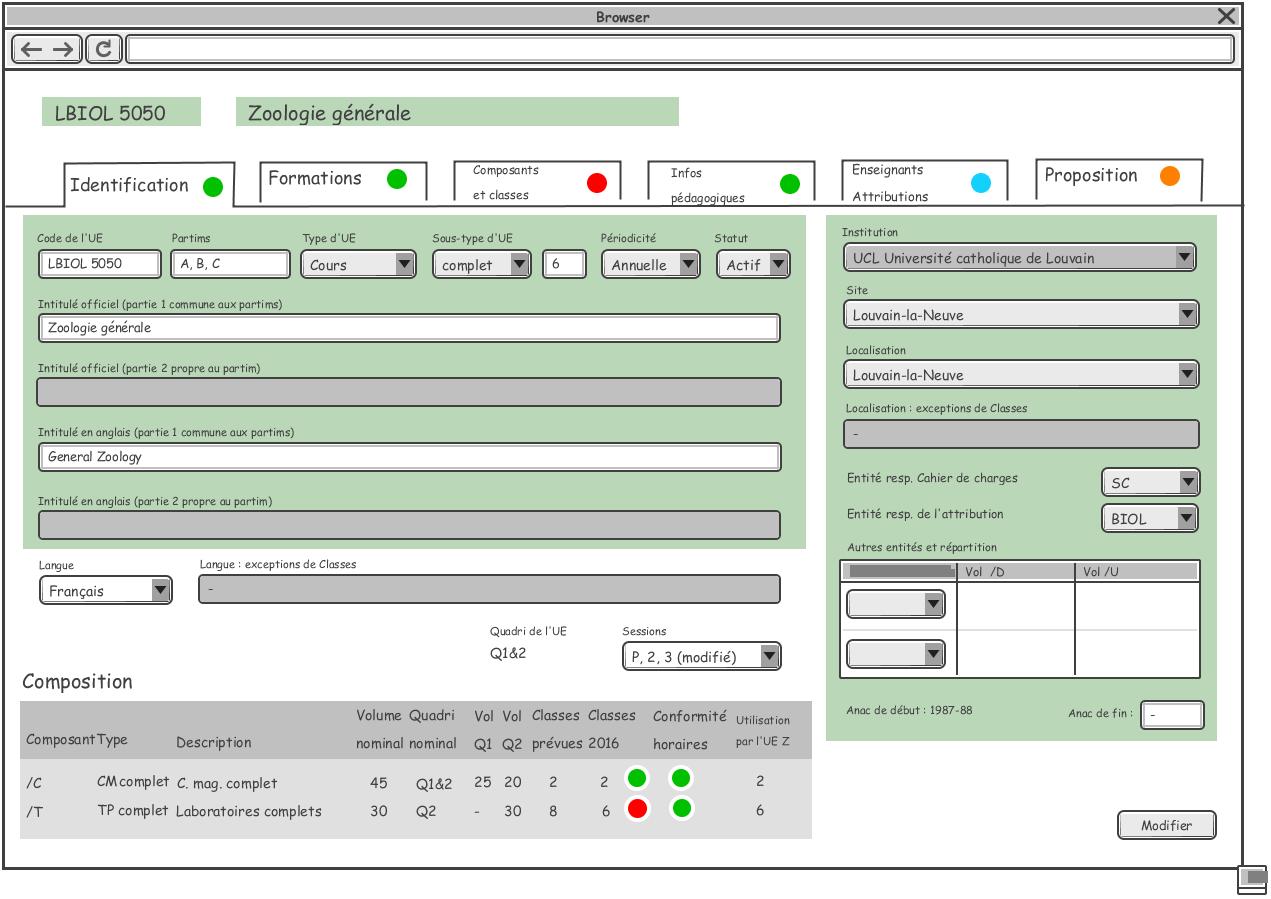 Browser
LBIOL 5050
Zoologie générale
Identification
Formations
Composants
et classes
Infos
pédagogiques
Enseignants
Attributions
Proposition
Code de l'UE
Partims
Type d'UE
Sous-type d'UE
Périodicité
Statut
LBIOL 5050
A, B, C
Cours
complet
6
Annuelle
Actif
Intitulé officiel (partie 1 commune aux partims)
Zoologie générale
Intitulé officiel (partie 2 propre au partim)
Intitulé en anglais (partie 1 commune aux partims)
General Zoology
Intitulé en anglais (partie 2 propre au partim)
Langue
Langue : exceptions de Classes
Français
-
Quadri de l'UE
Sessions
Q1&2
P, 2, 3 (modifié)
Institution
UCL Université catholique de Louvain
Site
Louvain-la-Neuve
Localisation
Louvain-la-Neuve
Localisation : exceptions de Classes
-
Entité resp. Cahier de charges
SC
Entité resp. de l'attribution
BIOL
Autres entités et répartition
Vol /D
Vol /U
Anac de début : 1987-88
Anac de fin :
-
Composition
Composant Type Description Volume nominal Quadri nominal Vol Q1 Vol Q2 Classes prévues Classes 2016 Conformité horaires Utilisation par l'UE Z
/C CM complet C. mag. complet 45 Q1&2 25 20 2 2 2
/T TP complet Laboratoires complets 30 Q2 - 30 8 6 6
Modifier